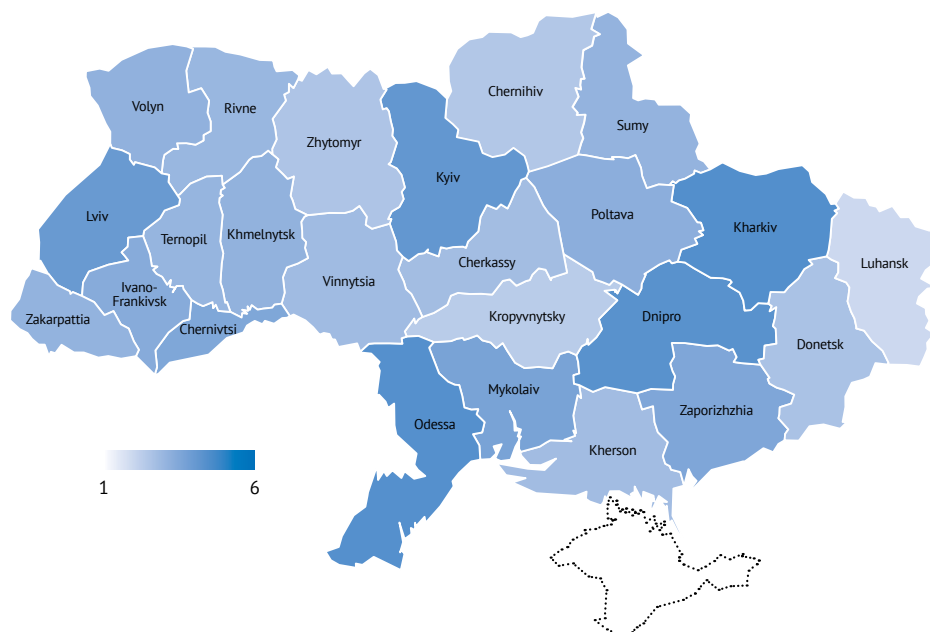 Chernihiv
Volyn
Rivne
Sumy
Zhytomyr
Kyiv
Lviv
Poltava
Kharkiv
Ternopil
Khmelnytsk
Cherkassy
Luhansk
Vinnytsia
Ivano-
Frankivsk
Zakarpattia
Chernivtsi
Kropyvnytsky
Dnipro
Donetsk
Mykolaiv
Zaporizhzhia
Odessa
Kherson
1 6